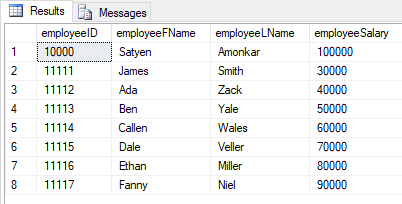 Results Messages
employeeID employeeFName employeeLName employeeSalary
1 10000 Satyen Amonkar 100000
2 11111 James Smith 30000
3 11112 Ada Zack 40000
4 11113 Ben Yale 50000
5 11114 Callen Wales 60000
6 11115 Dale Veller 70000
7 11116 Ethan Miller 80000
8 11117 Fanny Niel 90000